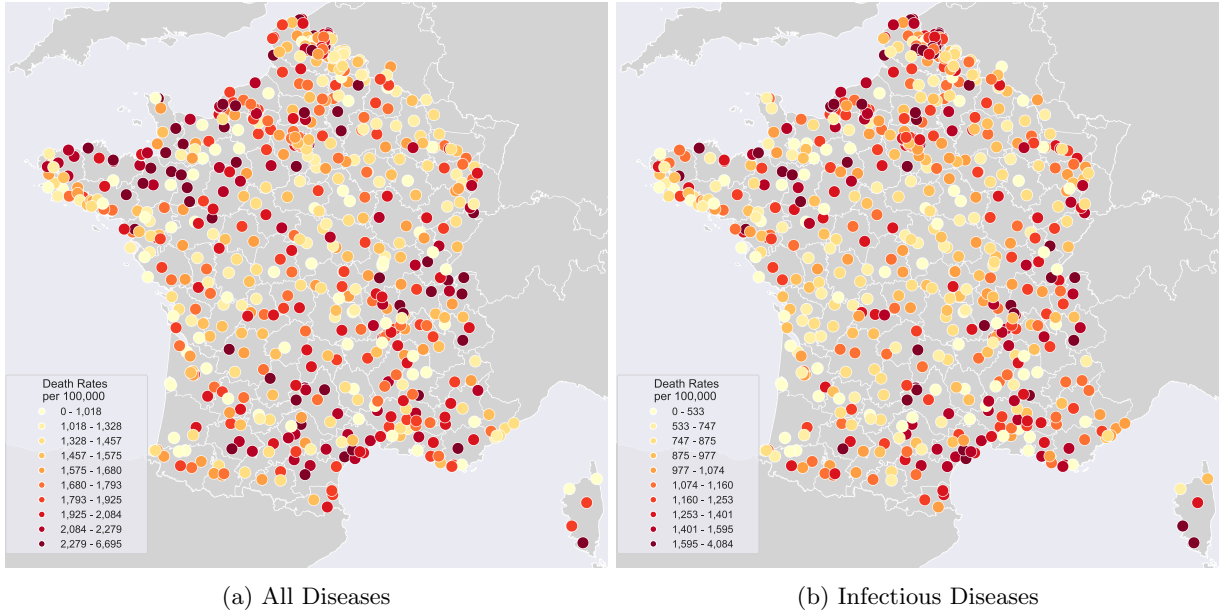 Death Rates
per 100,000
0 - 1,018
1,018 - 1,328
1,328 - 1,457
1,457 - 1,575
1,575 - 1,680
1,680 - 1,793
1,793 - 1,925
1,925 - 2,084
2,084 - 2,279
2,279 - 6,695
(a) All Diseases
Death Rates
per 100,000
0 - 533
533 - 747
747 - 875
875 - 977
977 - 1,074
1,074 - 1,160
1,160 - 1,253
1,253 - 1,401
1,401 - 1,595
1,595 - 4,084
(b) Infectious Diseases